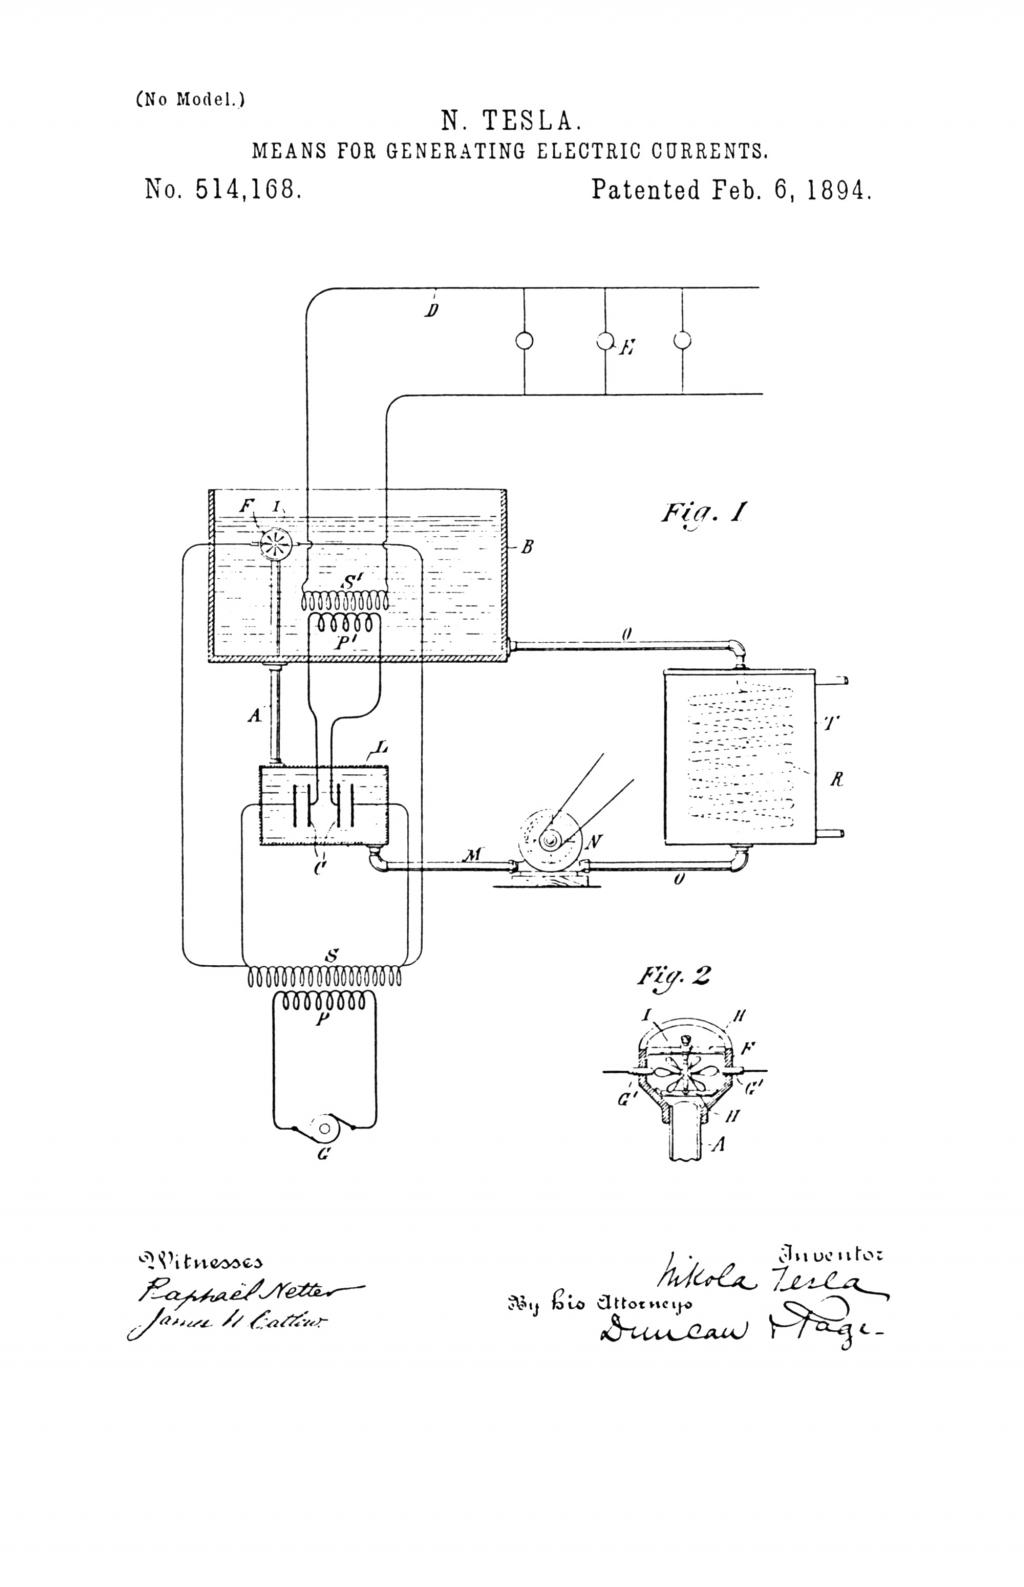 (No Model.)
N. TESLA.
MEANS FOR GENERATING ELECTRIC CURRENTS.
No. 514,168. Patented Feb. 6, 1894.
D
E
Fig. 1
F I
B
S'
P'
O
A
L
T
R
C
M
N
O
S
P
G
Fig. 2
I H
F
G' G'
H
A
Witnesses
Raphaël Netter
James N Catlow
Inventor
Nikola Tesla
By his Attorneys
Duncan & Page.